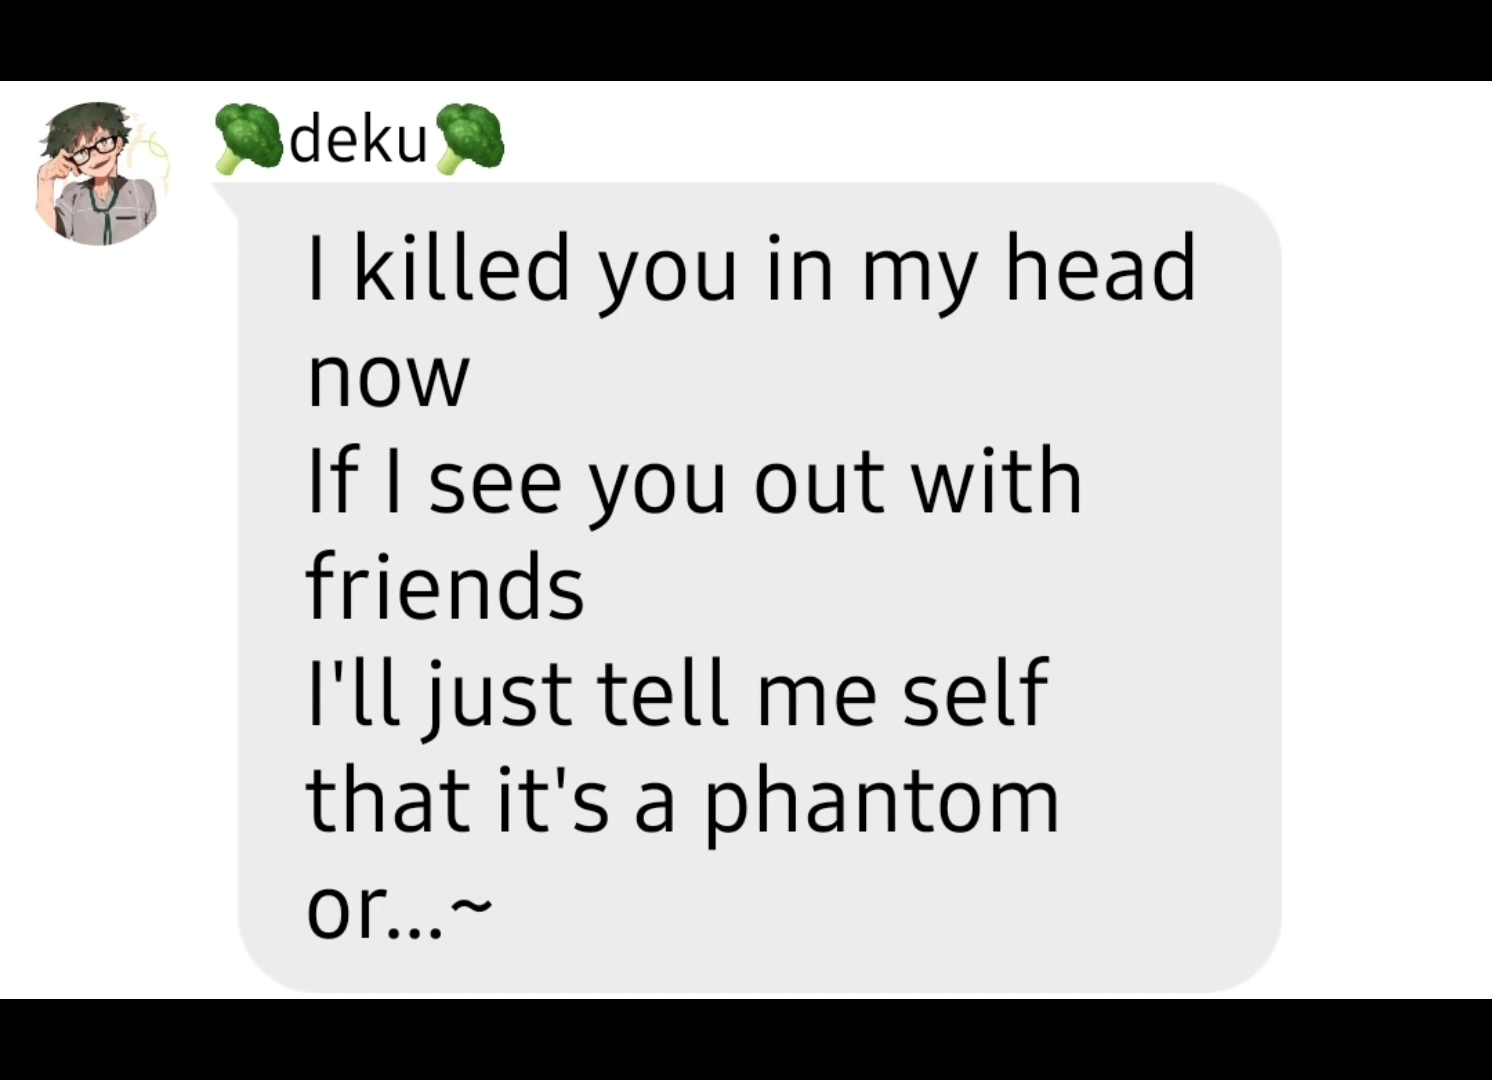 🥦deku🥦
I killed you in my head
now
If I see you out with
friends
I'll just tell me self
that it's a phantom
or...~